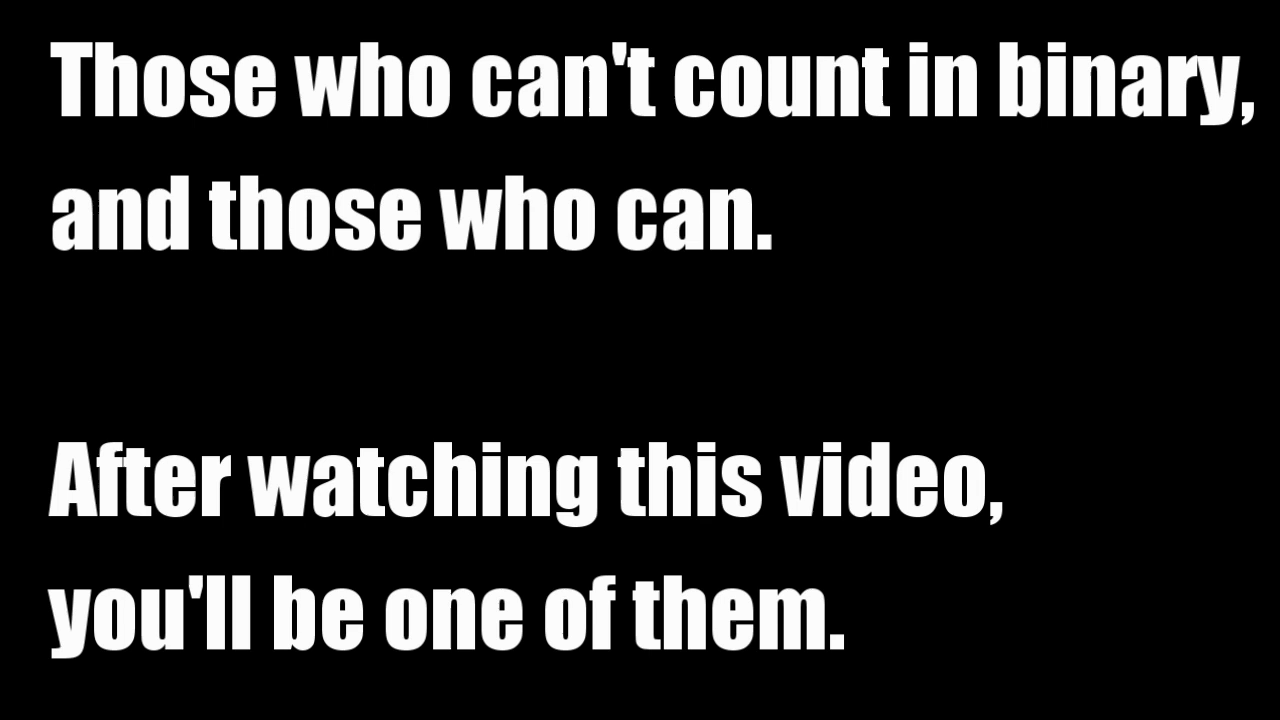 Those who can't count in binary,
and those who can.
After watching this video,
you'll be one of them.